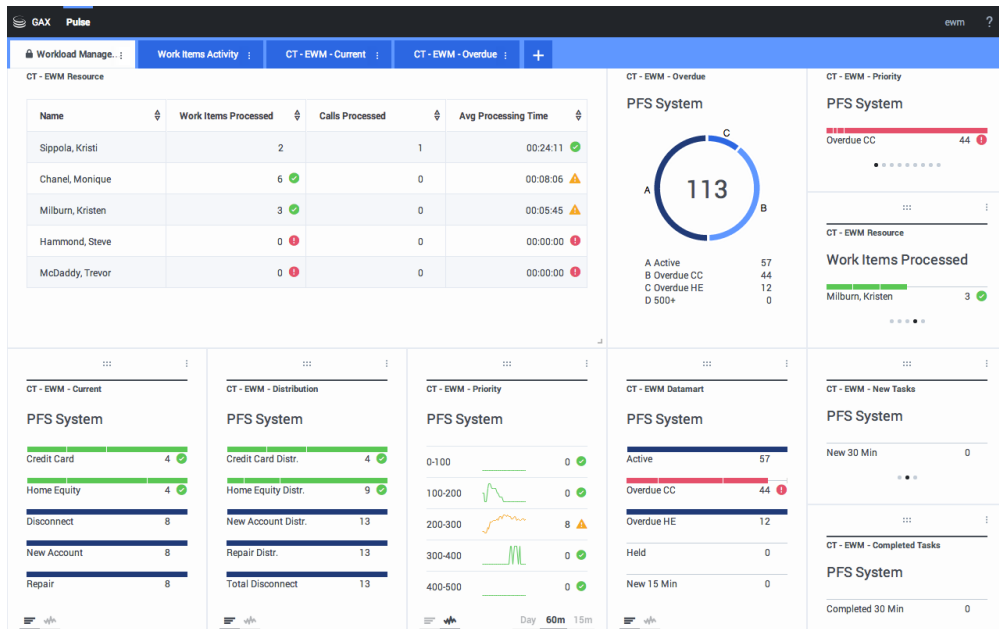 GAX Pulse ewm ?
Workload Manage.. Work Items Activity CT - EWM - Current CT - EWM - Overdue +
CT - EWM Resource
Name Work Items Processed Calls Processed Avg Processing Time
Sippola, Kristi 2 1 00:24:11
Chanel, Monique 6 0 00:08:06
Milburn, Kristen 3 0 00:05:45
Hammond, Steve 0 0 00:00:00
McDaddy, Trevor 0 0 00:00:00
CT - EWM - Overdue
PFS System
C
113
A
B
A Active 57
B Overdue CC 44
C Overdue HE 12
D 500+ 0
CT - EWM - Priority
PFS System
Overdue CC 44
CT - EWM Resource
Work Items Processed
Milburn, Kristen 3
CT - EWM - Current
PFS System
Credit Card 4
Home Equity 4
Disconnect 8
New Account 8
Repair 8
CT - EWM - Distribution
PFS System
Credit Card Distr. 4
Home Equity Distr. 9
New Account Distr. 13
Repair Distr. 13
Total Disconnect 13
CT - EWM - Priority
PFS System
0-100 0
100-200 0
200-300 8
300-400 0
400-500 0
Day 60m 15m
CT - EWM Datamart
PFS System
Active 57
Overdue CC 44
Overdue HE 12
Held 0
New 15 Min 0
CT - EWM - New Tasks
PFS System
New 30 Min 0
CT - EWM - Completed Tasks
PFS System
Completed 30 Min 0